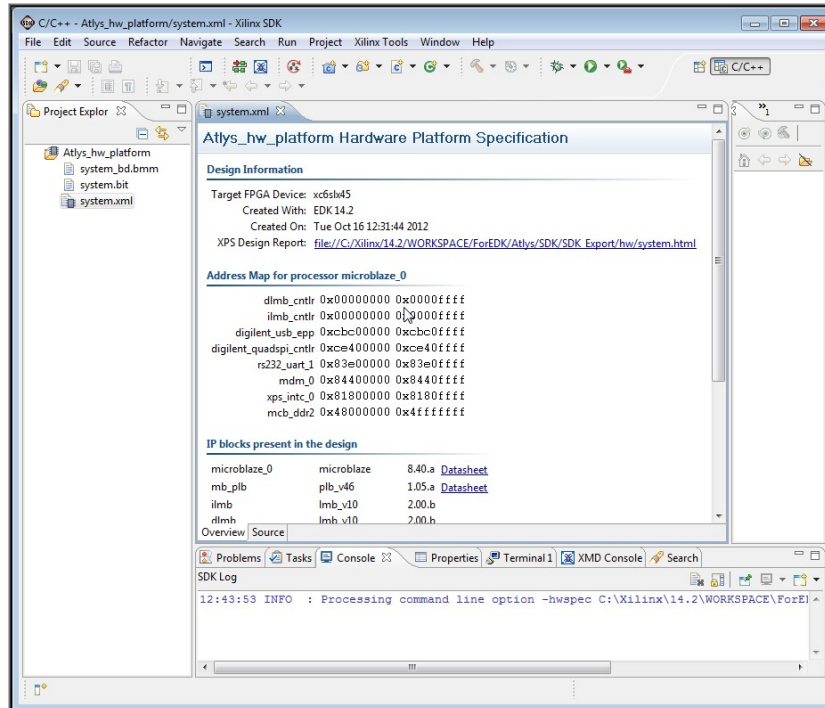 C/C++ - Atlys_hw_platform/system.xml - Xilinx SDK
File Edit Source Refactor Navigate Search Run Project Xilinx Tools Window Help
C/C++
Project Explor
system.xml
Atlys_hw_platform
system_bd.bmm
system.bit
system.xml
Atlys_hw_platform Hardware Platform Specification
Design Information
Target FPGA Device: xc6slx45
Created With: EDK 14.2
Created On: Tue Oct 16 12:31:44 2012
XPS Design Report: file://C:/Xilinx/14.2/WORKSPACE/ForEDK/Atlys/SDK/SDK_Export/hw/system.html
Address Map for processor microblaze_0
dlmb_cntlr 0x00000000 0x0000ffff
ilmb_cntlr 0x00000000 0x0000ffff
digilent_usb_epp 0xcbc00000 0xcbc0ffff
digilent_quadspi_cntlr 0xce400000 0xce40ffff
rs232_uart_1 0x83e00000 0x83e0ffff
mdm_0 0x84400000 0x8440ffff
xps_intc_0 0x81800000 0x8180ffff
mcb_ddr2 0x48000000 0x4fffffff
IP blocks present in the design
microblaze_0 microblaze 8.40.a Datasheet
mb_plb plb_v46 1.05.a Datasheet
ilmb lmb_v10 2.00.b
dlmb lmb_v10 2.00.b
Overview Source
Problems Tasks Console Properties Terminal 1 XMD Console Search
SDK Log
12:43:53 INFO : Processing command line option -hwspec C:\Xilinx\14.2\WORKSPACE\ForE